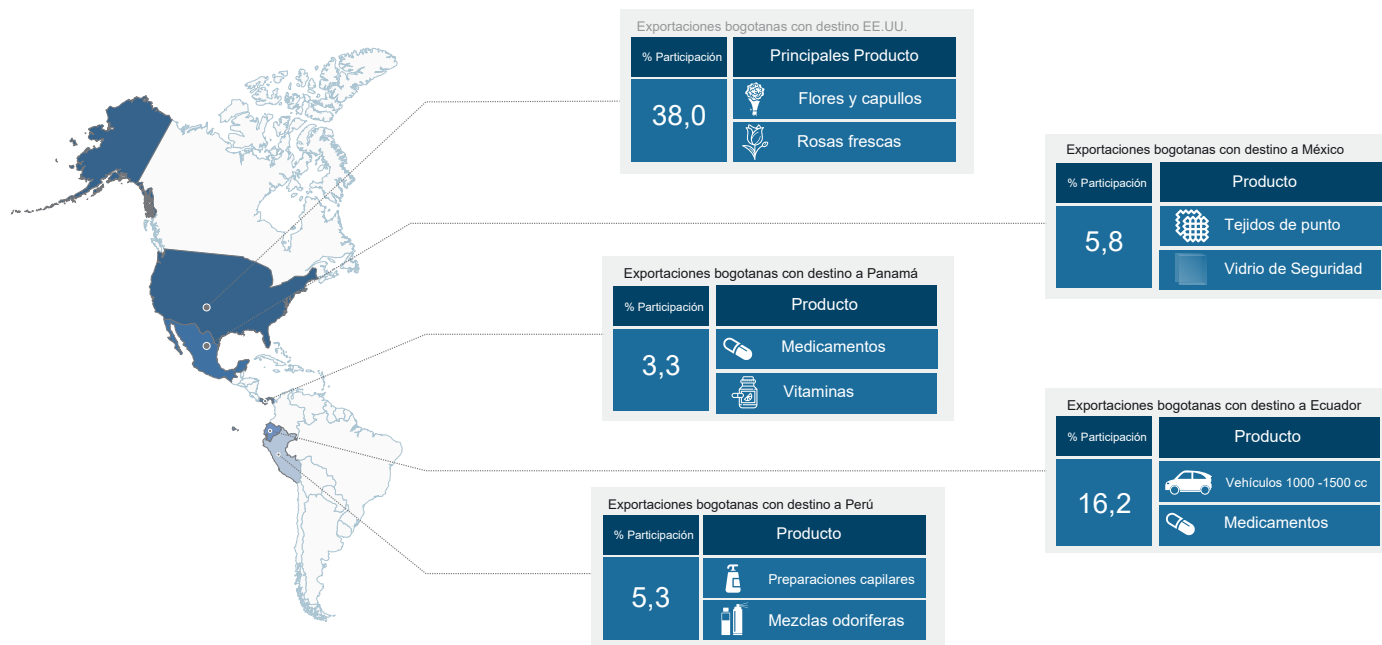 Exportaciones bogotanas con destino EE.UU.
% Participación
Principales Producto
38,0
Flores y capullos
Rosas frescas
Exportaciones bogotanas con destino a México
% Participación
Producto
5,8
Tejidos de punto
Vidrio de Seguridad
Exportaciones bogotanas con destino a Panamá
% Participación
Producto
3,3
Medicamentos
Vitaminas
Exportaciones bogotanas con destino a Ecuador
% Participación
Producto
16,2
Vehículos 1000 -1500 cc
Medicamentos
Exportaciones bogotanas con destino a Perú
% Participación
Producto
5,3
Preparaciones capilares
Mezclas odoriferas